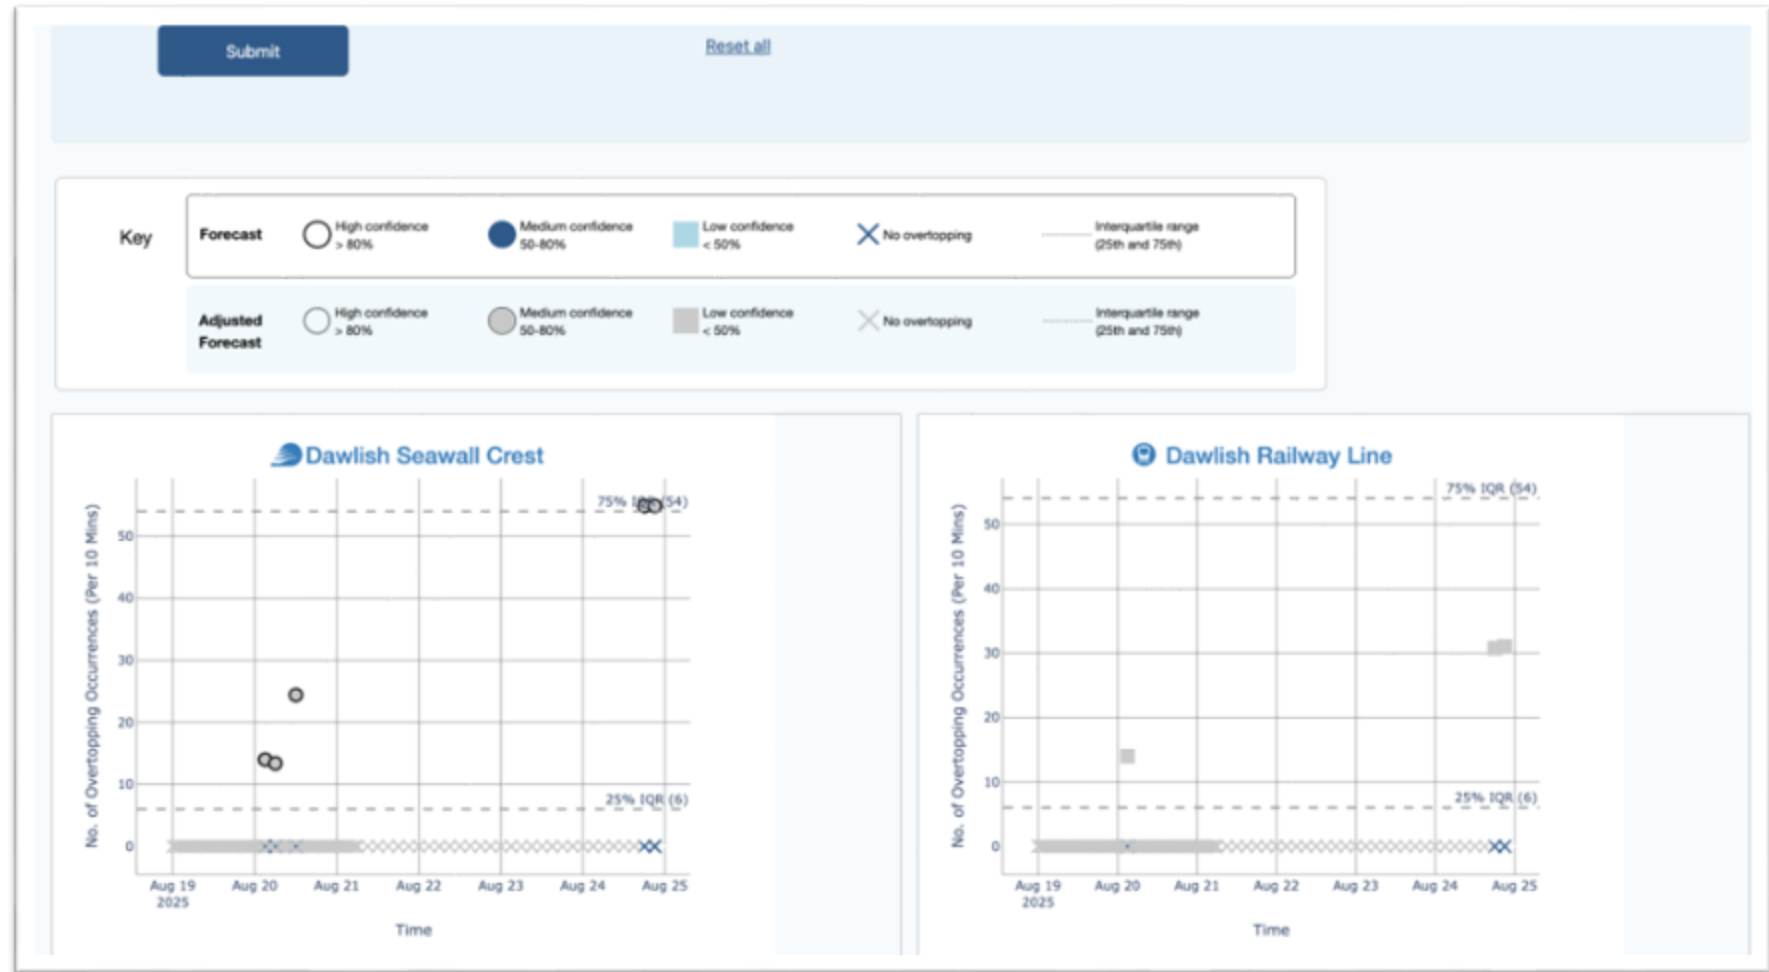 Submit
Reset all
Key
Forecast
High confidence
> 80%
Medium confidence
50-80%
Low confidence
< 50%
No overtopping
Interquartile range
(25th and 75th)
Adjusted
Forecast
High confidence
> 80%
Medium confidence
50-80%
Low confidence
< 50%
No overtopping
Interquartile range
(25th and 75th)
Dawlish Seawall Crest
No. of Overtopping Occurrences (Per 10 Mins)
75% IQR (54)
50
40
30
20
10
25% IQR (6)
0
Aug 19
2025
Aug 20
Aug 21
Aug 22
Aug 23
Aug 24
Aug 25
Time
Dawlish Railway Line
No. of Overtopping Occurrences (Per 10 Mins)
75% IQR (54)
50
40
30
20
10
25% IQR (6)
0
Aug 19
2025
Aug 20
Aug 21
Aug 22
Aug 23
Aug 24
Aug 25
Time